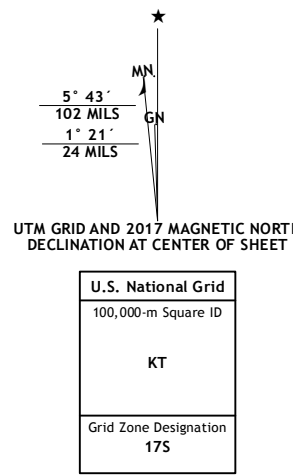 MN.
GN
5° 43´
102 MILS
1° 21´
24 MILS
UTM GRID AND 2017 MAGNETIC NORTH
DECLINATION AT CENTER OF SHEET
U.S. National Grid
100,000-m Square ID
KT
Grid Zone Designation
17S